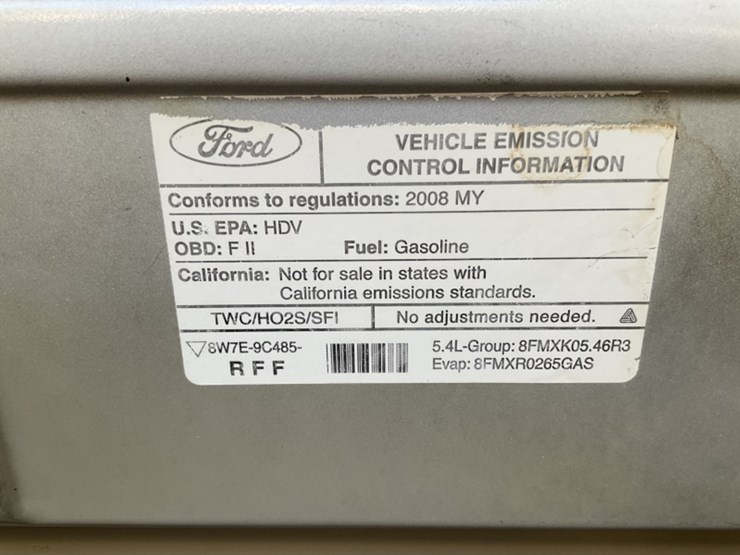 Ford
VEHICLE EMISSION
CONTROL INFORMATION
Conforms to regulations: 2008 MY
U.S. EPA: HDV
OBD: F II Fuel: Gasoline
California: Not for sale in states with
California emissions standards.
TWC/HO2S/SFI No adjustments needed.
8W7E-9C485-
R F F
5.4L-Group: 8FMXK05.46R3
Evap: 8FMXR0265GAS